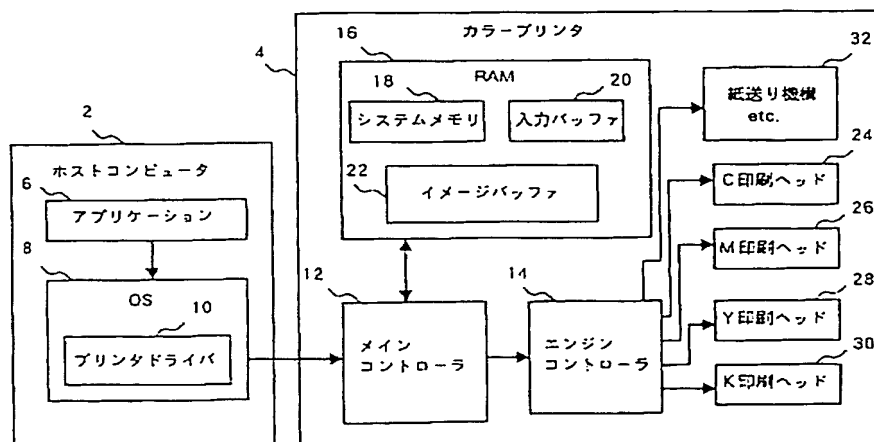 カラープリンタ
4
16
RAM
18
システムメモリ
20
入力バッファ
22
イメージバッファ
2
ホストコンピュータ
6
アプリケーション
8
OS
10
プリンタドライバ
12
メイン
コントローラ
14
エンジン
コントローラ
32
紙送り機構
etc.
24
C印刷ヘッド
26
M印刷ヘッド
28
Y印刷ヘッド
30
K印刷ヘッド